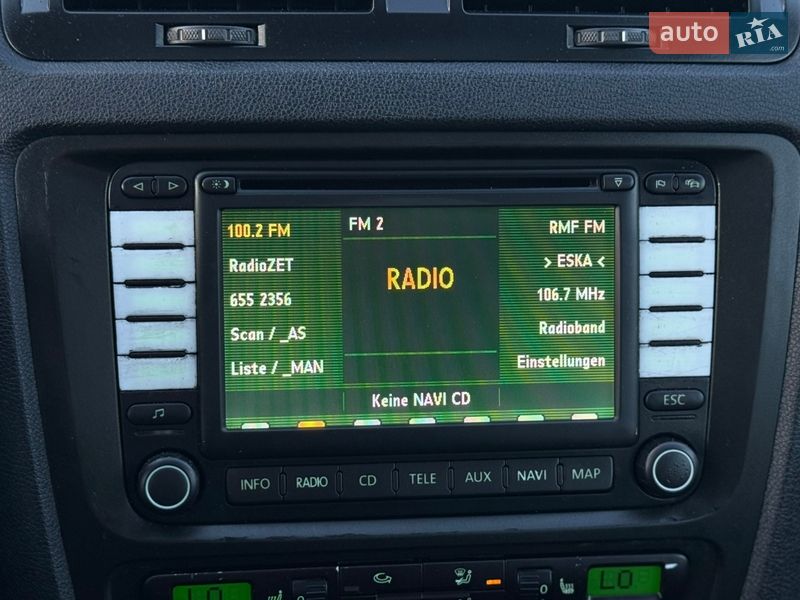 auto RIA .com
100.2 FM
FM 2
RMF FM
RadioZET
RADIO
> ESKA <
655 2356
106.7 MHz
Scan / _AS
Radioband
Liste / _MAN
Einstellungen
Keine NAVI CD
ESC
INFO RADIO CD TELE AUX NAVI MAP
LO LO